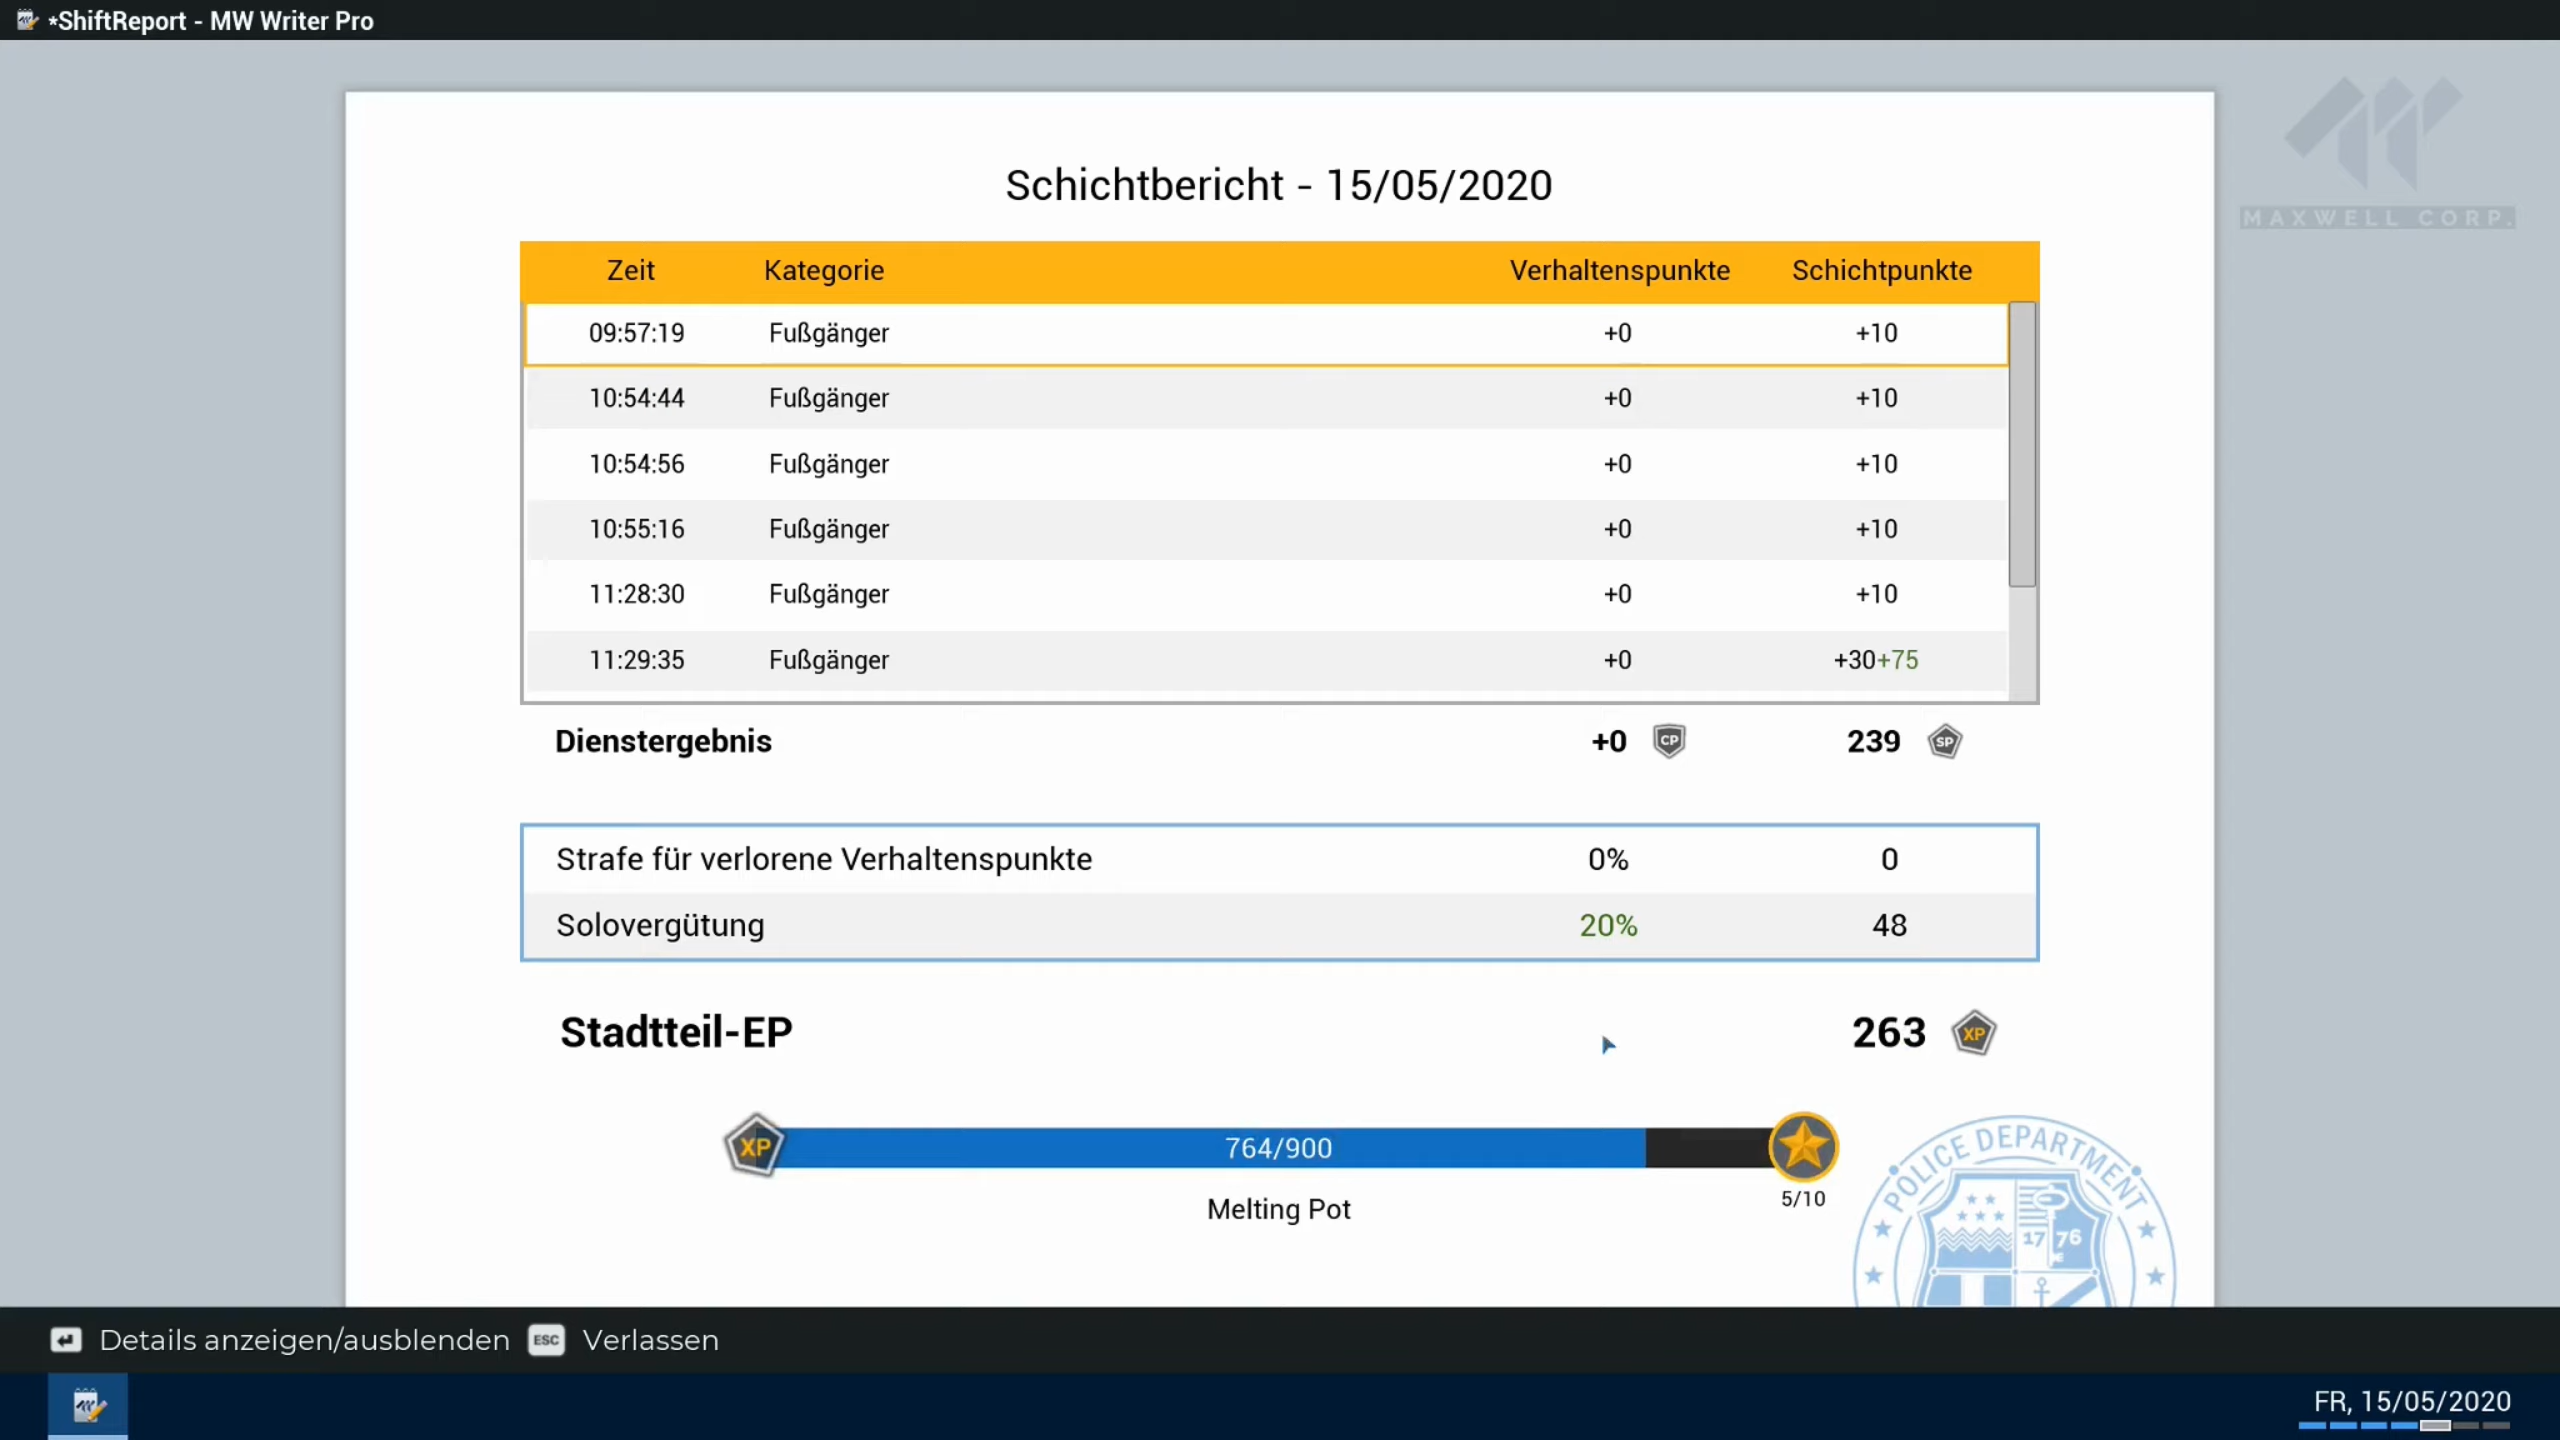 *ShiftReport - MW Writer Pro
MAXWELL CORP.
Schichtbericht - 15/05/2020
Zeit Kategorie Verhaltenspunkte Schichtpunkte
09:57:19 Fußgänger +0 +10
10:54:44 Fußgänger +0 +10
10:54:56 Fußgänger +0 +10
10:55:16 Fußgänger +0 +10
11:28:30 Fußgänger +0 +10
11:29:35 Fußgänger +0 +30+75
Dienstergebnis +0 CP 239 SP
Strafe für verlorene Verhaltenspunkte 0% 0
Solovergütung 20% 48
Stadtteil-EP 263 XP
XP 764/900
5/10
Melting Pot
POLICE DEPARTMENT
17 76
Details anzeigen/ausblenden ESC Verlassen
FR, 15/05/2020